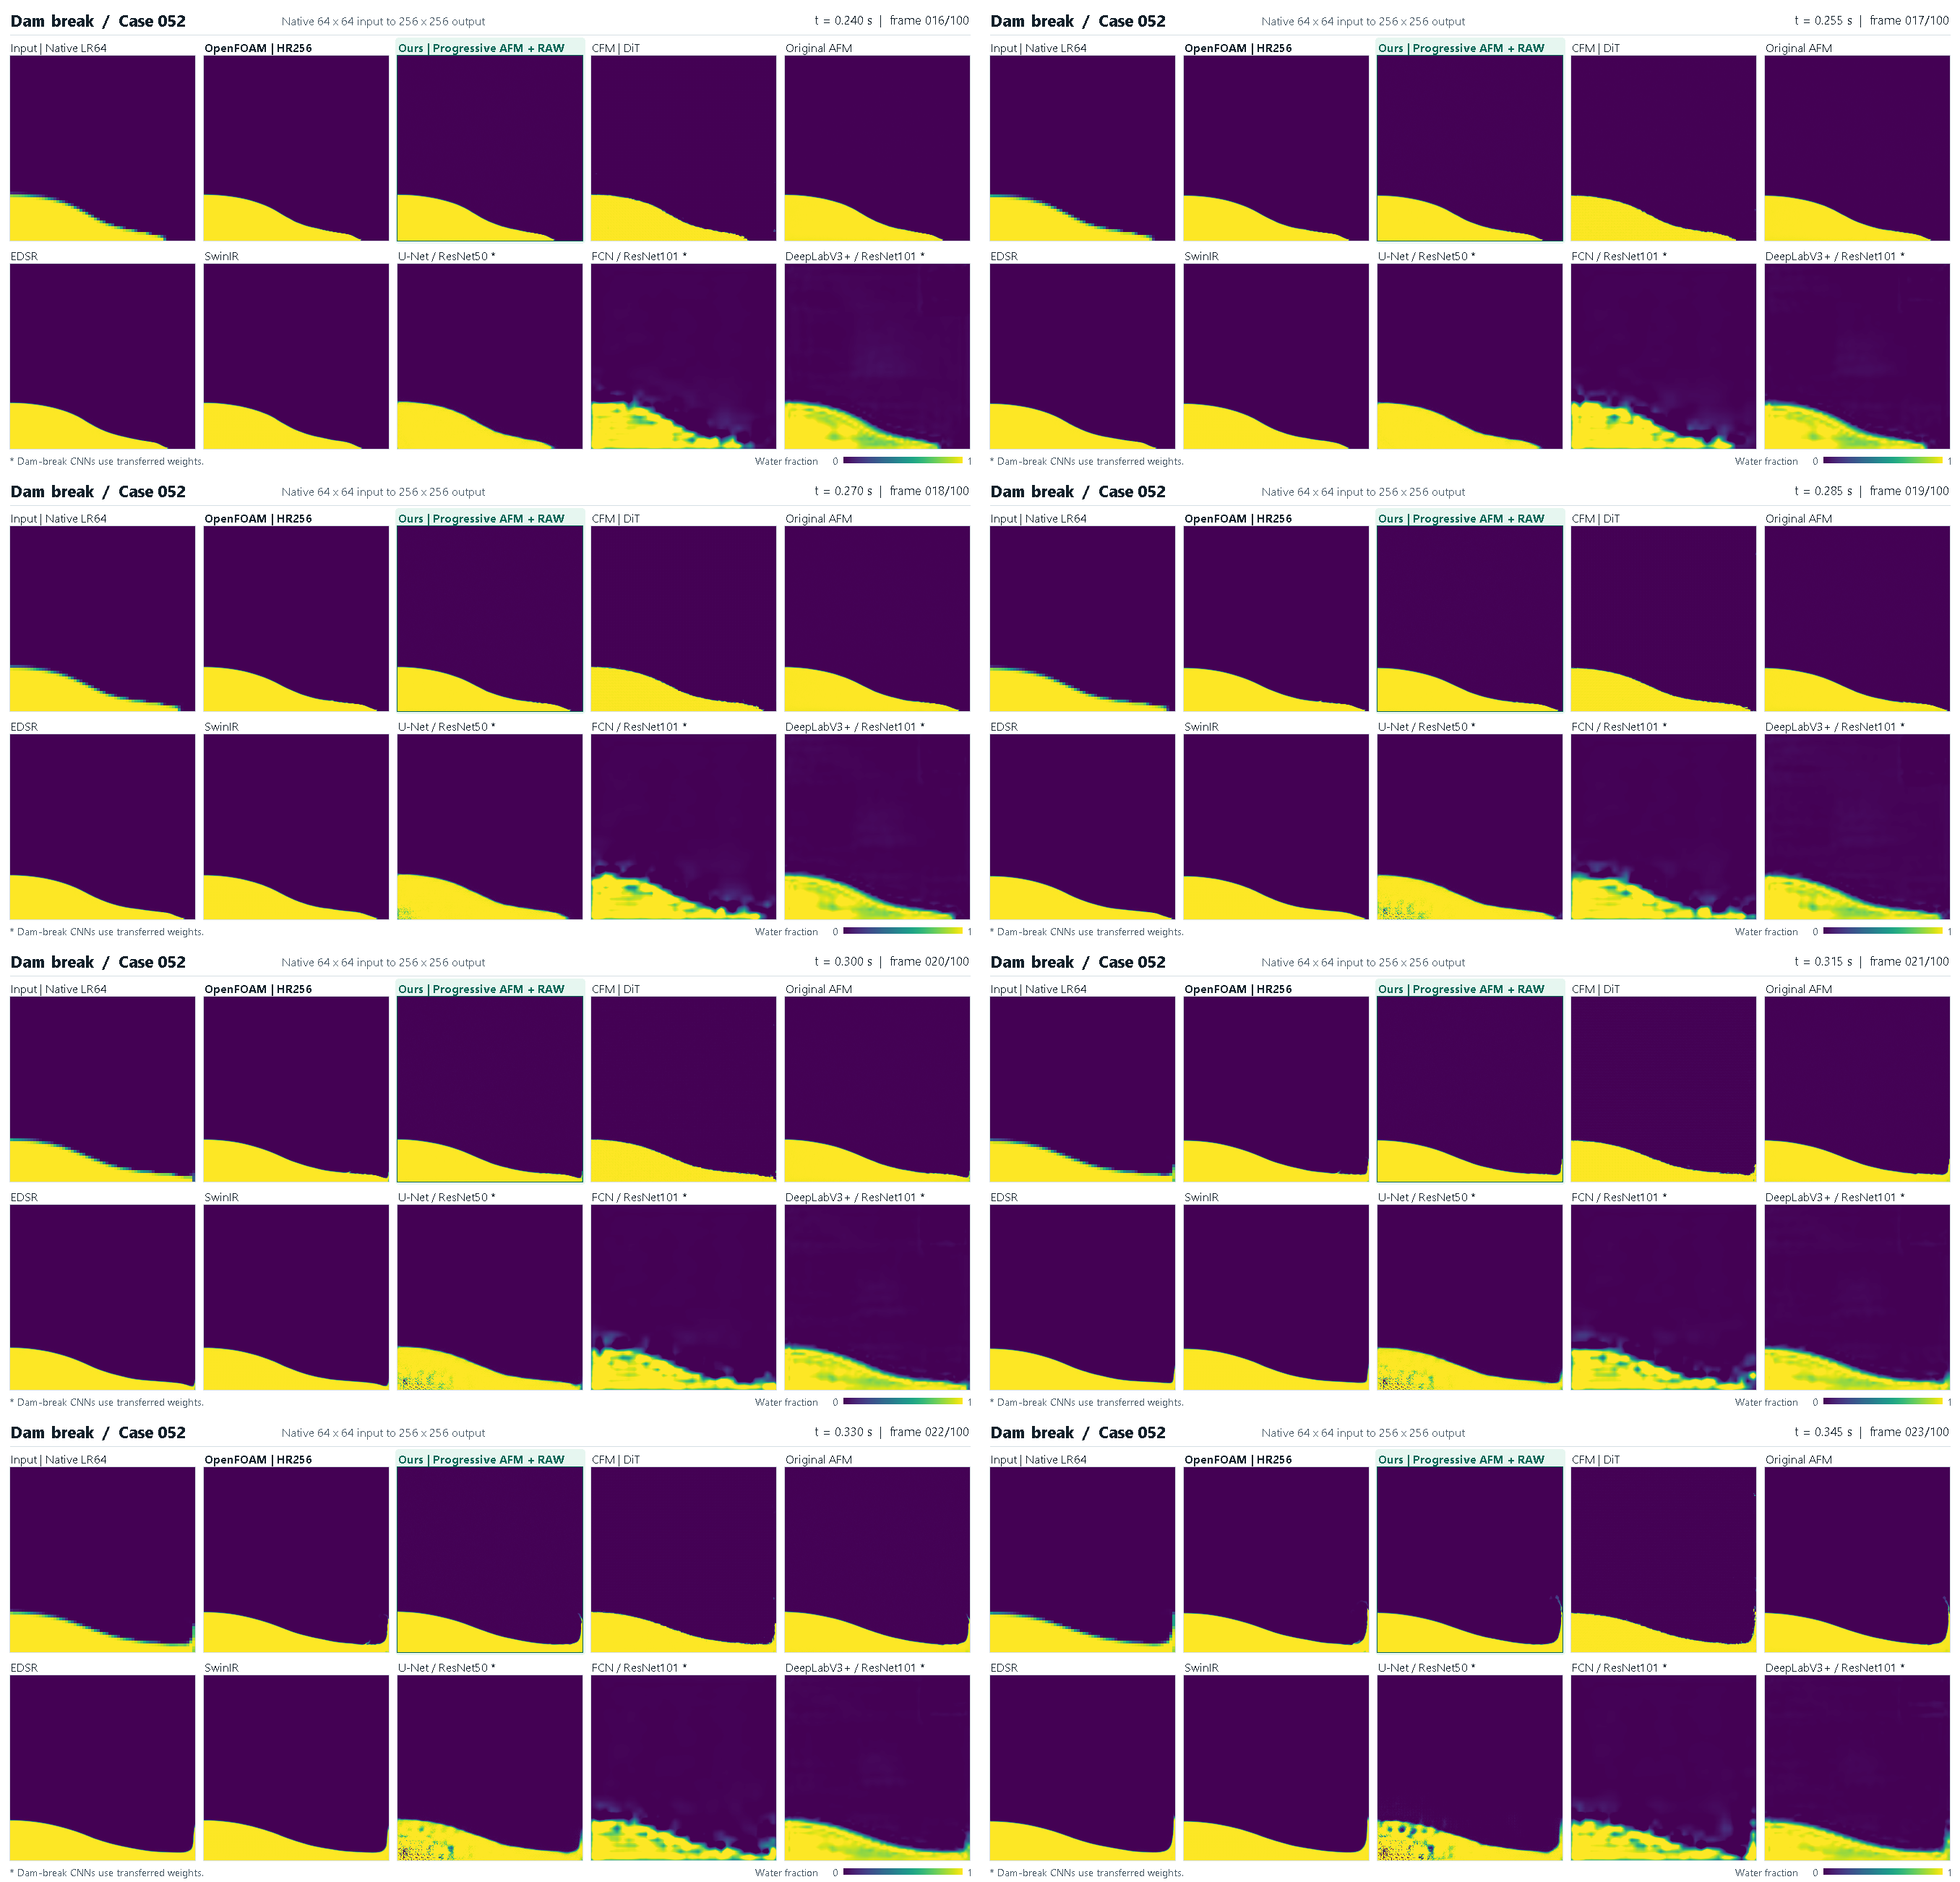 Dam break / Case 052 Native 64 x 64 input to 256 x 256 output t = 0.240 s | frame 016/100
Input | Native LR64 OpenFOAM | HR256 Ours | Progressive AFM + RAW CFM | DiT Original AFM
EDSR SwinIR U-Net / ResNet50 * FCN / ResNet101 * DeepLabV3+ / ResNet101 *
* Dam-break CNNs use transferred weights. Water fraction 0 1
Dam break / Case 052 Native 64 x 64 input to 256 x 256 output t = 0.255 s | frame 017/100
Input | Native LR64 OpenFOAM | HR256 Ours | Progressive AFM + RAW CFM | DiT Original AFM
EDSR SwinIR U-Net / ResNet50 * FCN / ResNet101 * DeepLabV3+ / ResNet101 *
* Dam-break CNNs use transferred weights. Water fraction 0 1
Dam break / Case 052 Native 64 x 64 input to 256 x 256 output t = 0.270 s | frame 018/100
Input | Native LR64 OpenFOAM | HR256 Ours | Progressive AFM + RAW CFM | DiT Original AFM
EDSR SwinIR U-Net / ResNet50 * FCN / ResNet101 * DeepLabV3+ / ResNet101 *
* Dam-break CNNs use transferred weights. Water fraction 0 1
Dam break / Case 052 Native 64 x 64 input to 256 x 256 output t = 0.285 s | frame 019/100
Input | Native LR64 OpenFOAM | HR256 Ours | Progressive AFM + RAW CFM | DiT Original AFM
EDSR SwinIR U-Net / ResNet50 * FCN / ResNet101 * DeepLabV3+ / ResNet101 *
* Dam-break CNNs use transferred weights. Water fraction 0 1
Dam break / Case 052 Native 64 x 64 input to 256 x 256 output t = 0.300 s | frame 020/100
Input | Native LR64 OpenFOAM | HR256 Ours | Progressive AFM + RAW CFM | DiT Original AFM
EDSR SwinIR U-Net / ResNet50 * FCN / ResNet101 * DeepLabV3+ / ResNet101 *
* Dam-break CNNs use transferred weights. Water fraction 0 1
Dam break / Case 052 Native 64 x 64 input to 256 x 256 output t = 0.315 s | frame 021/100
Input | Native LR64 OpenFOAM | HR256 Ours | Progressive AFM + RAW CFM | DiT Original AFM
EDSR SwinIR U-Net / ResNet50 * FCN / ResNet101 * DeepLabV3+ / ResNet101 *
* Dam-break CNNs use transferred weights. Water fraction 0 1
Dam break / Case 052 Native 64 x 64 input to 256 x 256 output t = 0.330 s | frame 022/100
Input | Native LR64 OpenFOAM | HR256 Ours | Progressive AFM + RAW CFM | DiT Original AFM
EDSR SwinIR U-Net / ResNet50 * FCN / ResNet101 * DeepLabV3+ / ResNet101 *
* Dam-break CNNs use transferred weights. Water fraction 0 1
Dam break / Case 052 Native 64 x 64 input to 256 x 256 output t = 0.345 s | frame 023/100
Input | Native LR64 OpenFOAM | HR256 Ours | Progressive AFM + RAW CFM | DiT Original AFM
EDSR SwinIR U-Net / ResNet50 * FCN / ResNet101 * DeepLabV3+ / ResNet101 *
* Dam-break CNNs use transferred weights. Water fraction 0 1